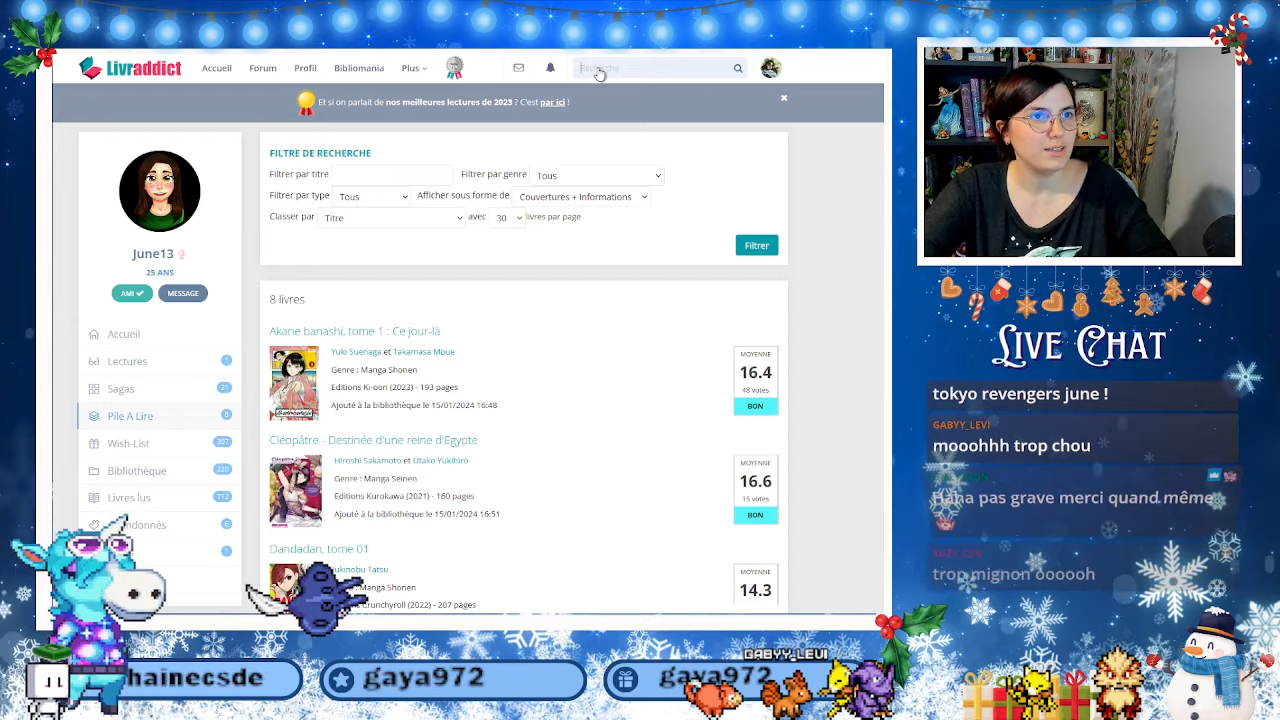 Livraddict
Accueil
Forum
Profil
Bibliomania
Plus
Et si on parlait de nos meilleures lectures de 2023 ? C'est par ici !
June13
25 ANS
AMI
MESSAGE
Accueil
Lectures 1
Sagas 21
Pile A Lire 8
Wish-List 307
Bibliothèque 220
Livres lus 712
FILTRE DE RECHERCHE
Filtrer par titre
Filtrer par genre Tous
Filtrer par type Tous
Afficher sous forme de Couvertures + Informations
Classer par Titre avec 30 livres par page
Filtrer
8 livres
Akane banashi, tome 1 : Ce jour-là
Yuki Suenaga et Takamasa Moue
Genre : Manga Shonen
Editions Ki-oon (2023) - 193 pages
Ajouté à la bibliothèque le 15/01/2024 16:48
MOYENNE
16.4
48 votes
BON
Cléopâtre - Destinée d'une reine d'Egypte
Hiroshi Sakamoto et Utako Yukihiro
Genre : Manga Seinen
Editions Kurokawa (2021) - 160 pages
Ajouté à la bibliothèque le 15/01/2024 16:51
MOYENNE
16.6
15 votes
BON
Dandadan, tome 01
Yukinobu Tatsu
Manga Shonen
Crunchyroll (2022) - 207 pages
MOYENNE
14.3
LIVE CHAT
tokyo revengers june !
GABYY_LEVI
mooohhh trop chou
pas grave merci quand même
trop mignon oooooh
hainecsde
gaya972
gaya972
GABYY_LEVI